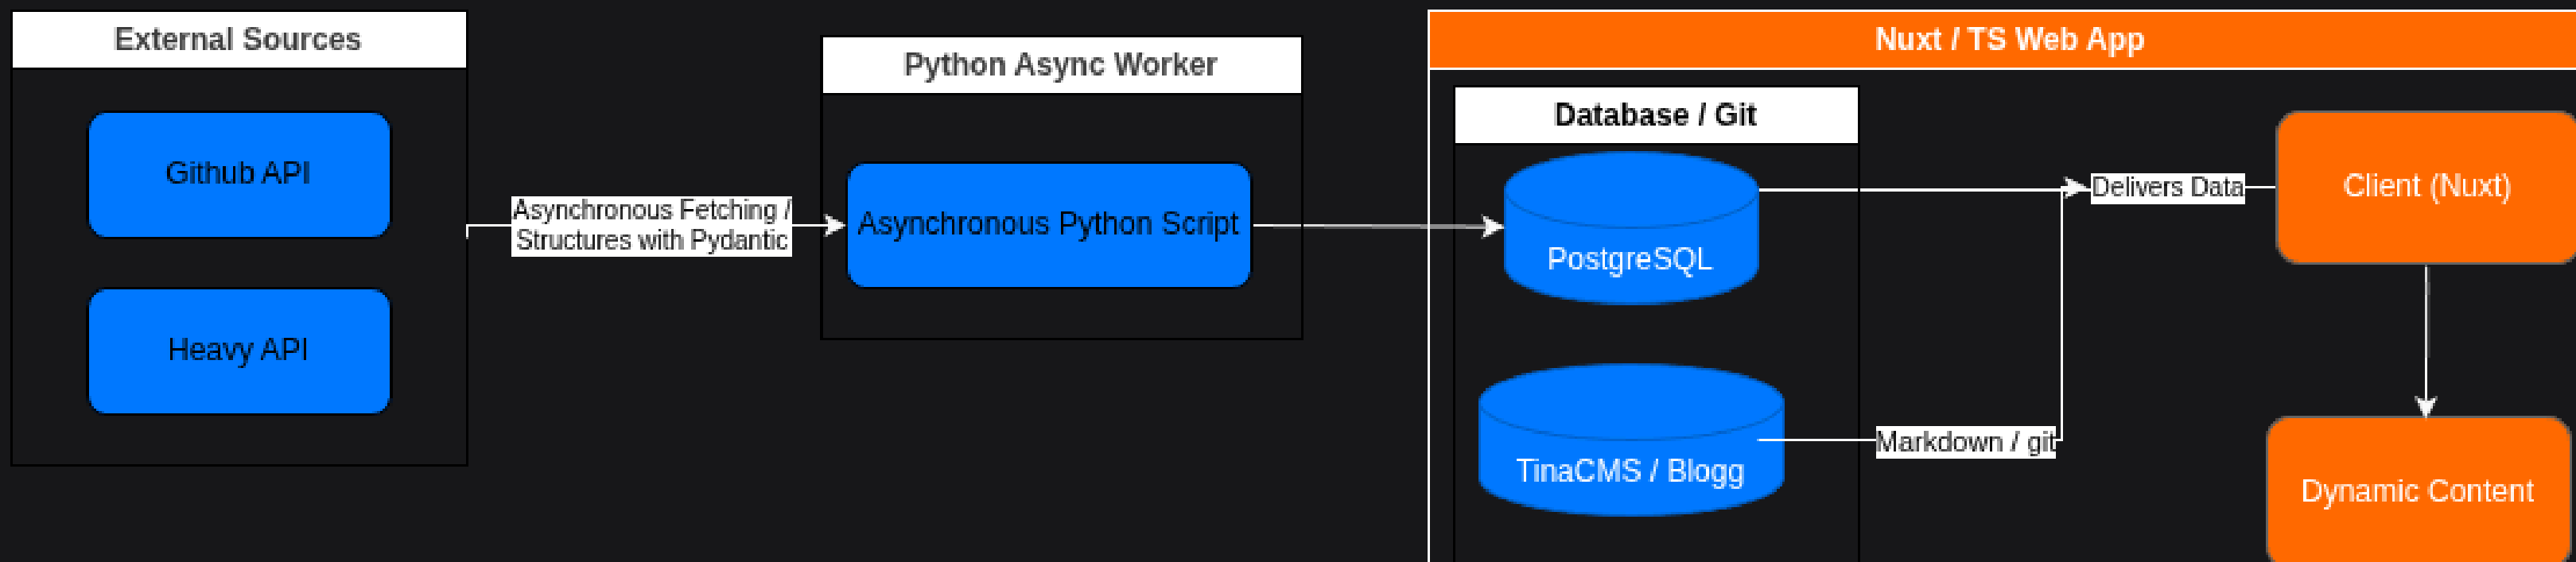 External Sources
Github API
Heavy API
Asynchronous Fetching /
Structures with Pydantic
Python Async Worker
Asynchronous Python Script
Nuxt / TS Web App
Database / Git
PostgreSQL
TinaCMS / Blogg
Markdown / git
Delivers Data
Client (Nuxt)
Dynamic Content